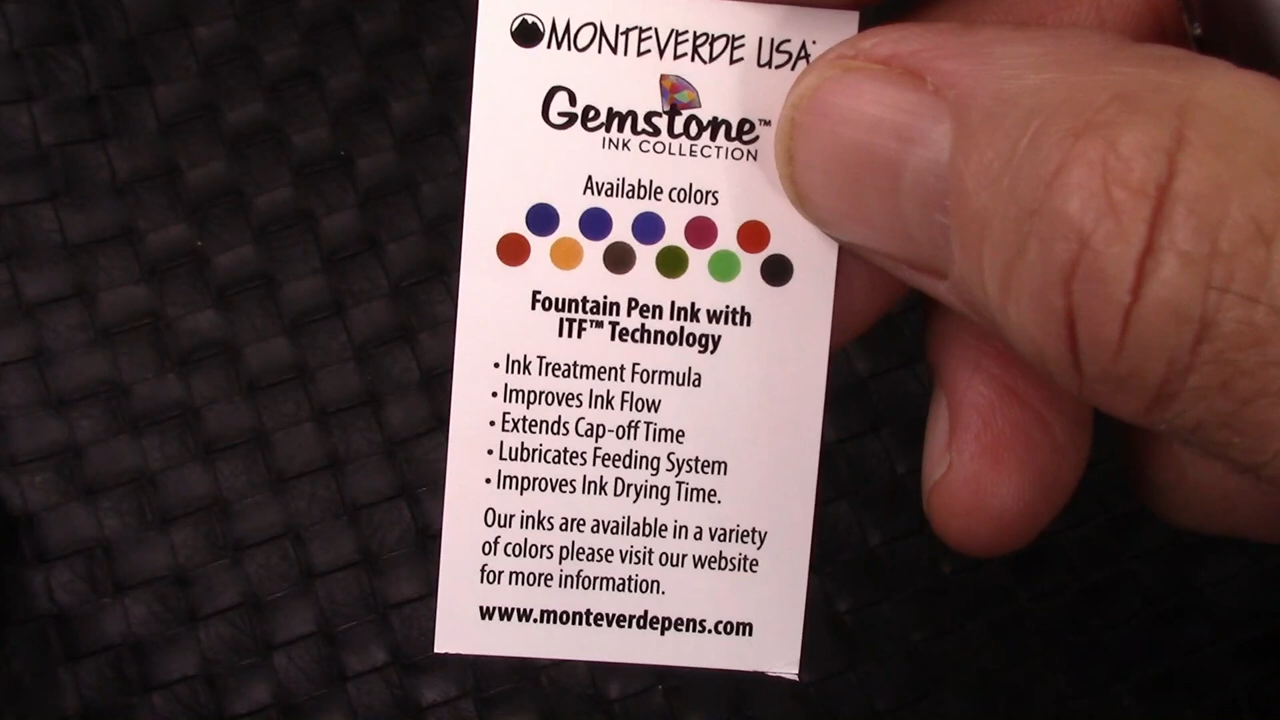 MONTEVERDE USA
Gemstone™
INK COLLECTION
Available colors
Fountain Pen Ink with
ITF™ Technology
• Ink Treatment Formula
• Improves Ink Flow
• Extends Cap-off Time
• Lubricates Feeding System
• Improves Ink Drying Time.
Our inks are available in a variety
of colors please visit our website
for more information.
www.monteverdepens.com